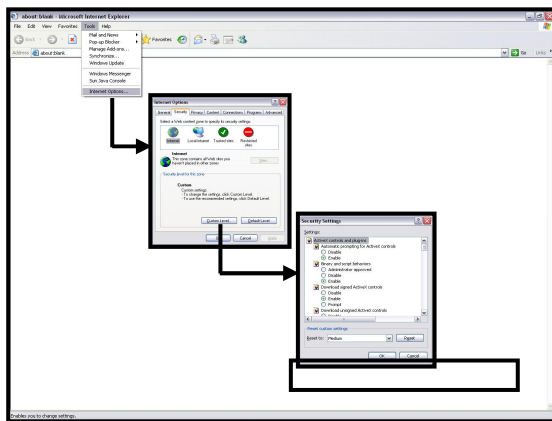 about:blank - Microsoft Internet Explorer
File Edit View Favorites Tools Help
Back Favorites
Address about:blank Go Links
Mail and News
Pop-up Blocker
Manage Add-ons...
Synchronize...
Windows Update
Windows Messenger
Sun Java Console
Internet Options...
Internet Options
General Security Privacy Content Connections Programs Advanced
Select a Web content zone to specify its security settings.
Internet Local intranet Trusted sites Restricted
sites
Internet
This zone contains all Web sites you
haven't placed in other zones
Sites...
Security level for this zone
Custom
Custom settings.
- To change the settings, click Custom Level.
- To use the recommended settings, click Default Level.
Custom Level... Default Level
OK Cancel Apply
Security Settings
Settings:
ActiveX controls and plug-ins
Automatic prompting for ActiveX controls
Disable
Enable
Binary and script behaviors
Administrator approved
Disable
Enable
Download signed ActiveX controls
Disable
Enable
Prompt
Download unsigned ActiveX controls
Disable
Reset custom settings
Reset to: Medium Reset
OK Cancel
Enables you to change settings.